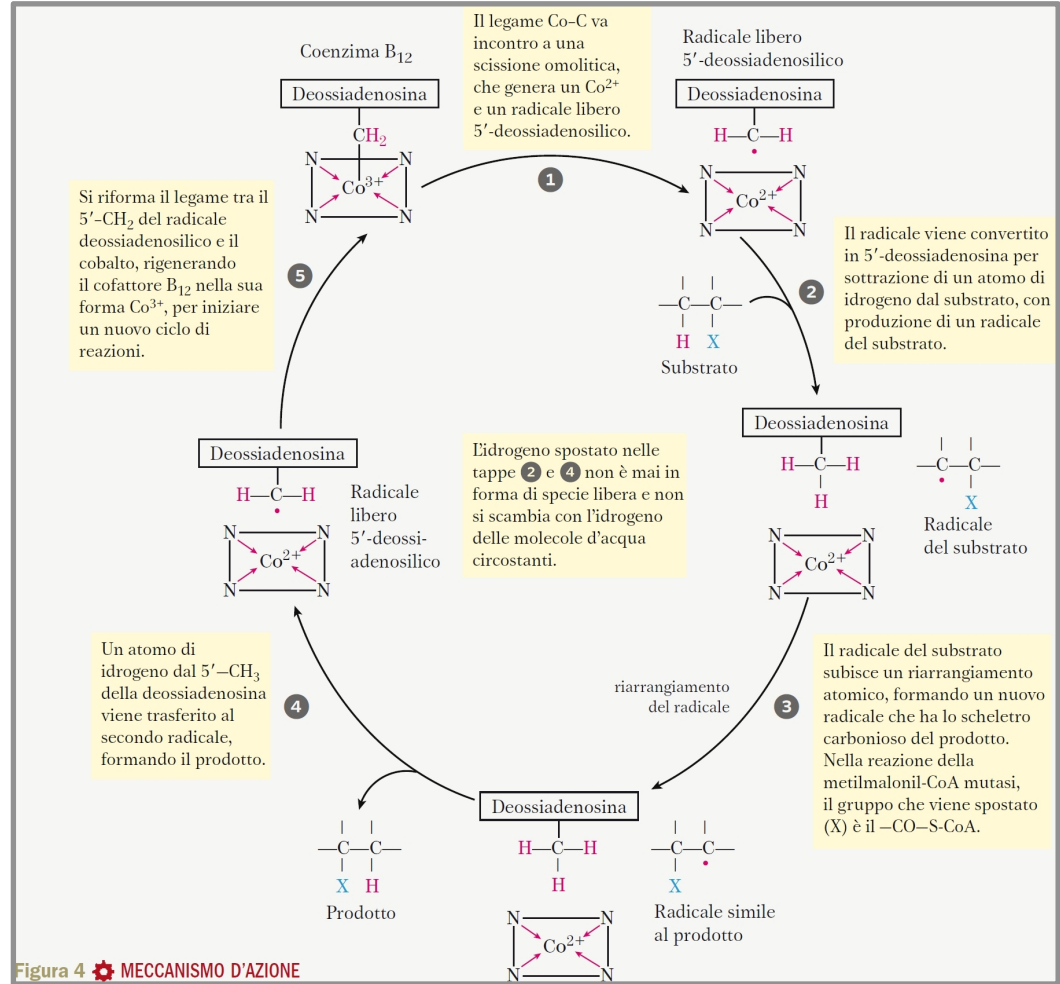 Coenzima B12
Deossiadenosina
CH2
N N
Co3+
N N
Il legame Co–C va
incontro a una
scissione omolitica,
che genera un Co2+
e un radicale libero
5′-deossiadenosilico.
1
Radicale libero
5′-deossiadenosilico
Deossiadenosina
H—C—H
N N
Co2+
N N
Il radicale viene convertito
in 5′-deossiadenosina per
sottrazione di un atomo di
idrogeno dal substrato, con
produzione di un radicale
del substrato.
2
—C—C—
H X
Substrato
Deossiadenosina
H—C—H
H
N N
Co2+
N N
—C—C—
X
Radicale
del substrato
Il radicale del substrato
subisce un riarrangiamento
atomico, formando un nuovo
radicale che ha lo scheletro
carbonioso del prodotto.
Nella reazione della
metilmalonil-CoA mutasi,
il gruppo che viene spostato
(X) è il —CO—S-CoA.
3
riarrangiamento
del radicale
Deossiadenosina
H—C—H
H
N N
Co2+
N N
—C—C—
X
Radicale simile
al prodotto
—C—C—
X H
Prodotto
4
Un atomo di
idrogeno dal 5′—CH3
della deossiadenosina
viene trasferito al
secondo radicale,
formando il prodotto.
Deossiadenosina
H—C—H
N N
Co2+
N N
Radicale
libero
5′-deossi-
adenosilico
5
Si riforma il legame tra il
5′–CH2 del radicale
deossiadenosilico e il
cobalto, rigenerando
il cofattore B12 nella sua
forma Co3+, per iniziare
un nuovo ciclo di
reazioni.
L'idrogeno spostato nelle
tappe 2 e 4 non è mai in
forma di specie libera e non
si scambia con l'idrogeno
delle molecole d'acqua
circostanti.
Figura 4 MECCANISMO D'AZIONE